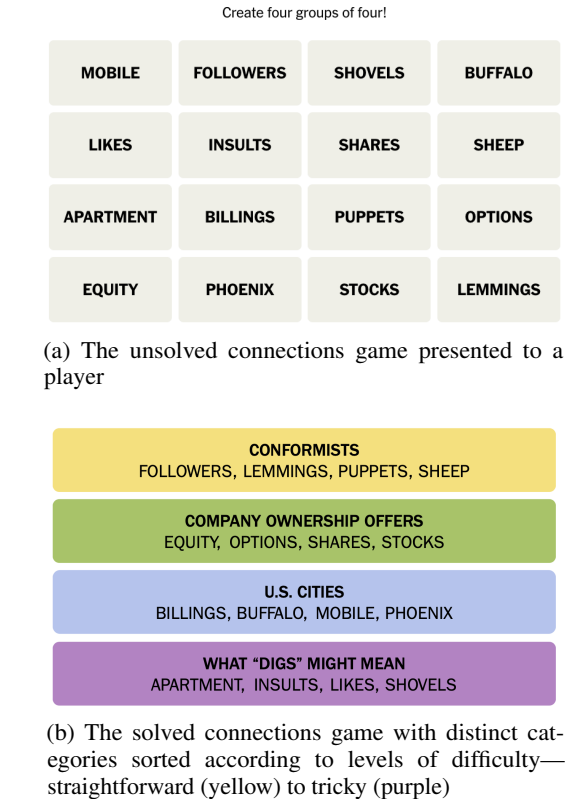 Create four groups of four!
MOBILE FOLLOWERS SHOVELS BUFFALO
LIKES INSULTS SHARES SHEEP
APARTMENT BILLINGS PUPPETS OPTIONS
EQUITY PHOENIX STOCKS LEMMINGS
(a) The unsolved connections game presented to a
player
CONFORMISTS
FOLLOWERS, LEMMINGS, PUPPETS, SHEEP
COMPANY OWNERSHIP OFFERS
EQUITY, OPTIONS, SHARES, STOCKS
U.S. CITIES
BILLINGS, BUFFALO, MOBILE, PHOENIX
WHAT “DIGS” MIGHT MEAN
APARTMENT, INSULTS, LIKES, SHOVELS
(b) The solved connections game with distinct cat-
egories sorted according to levels of difficulty—
straightforward (yellow) to tricky (purple)